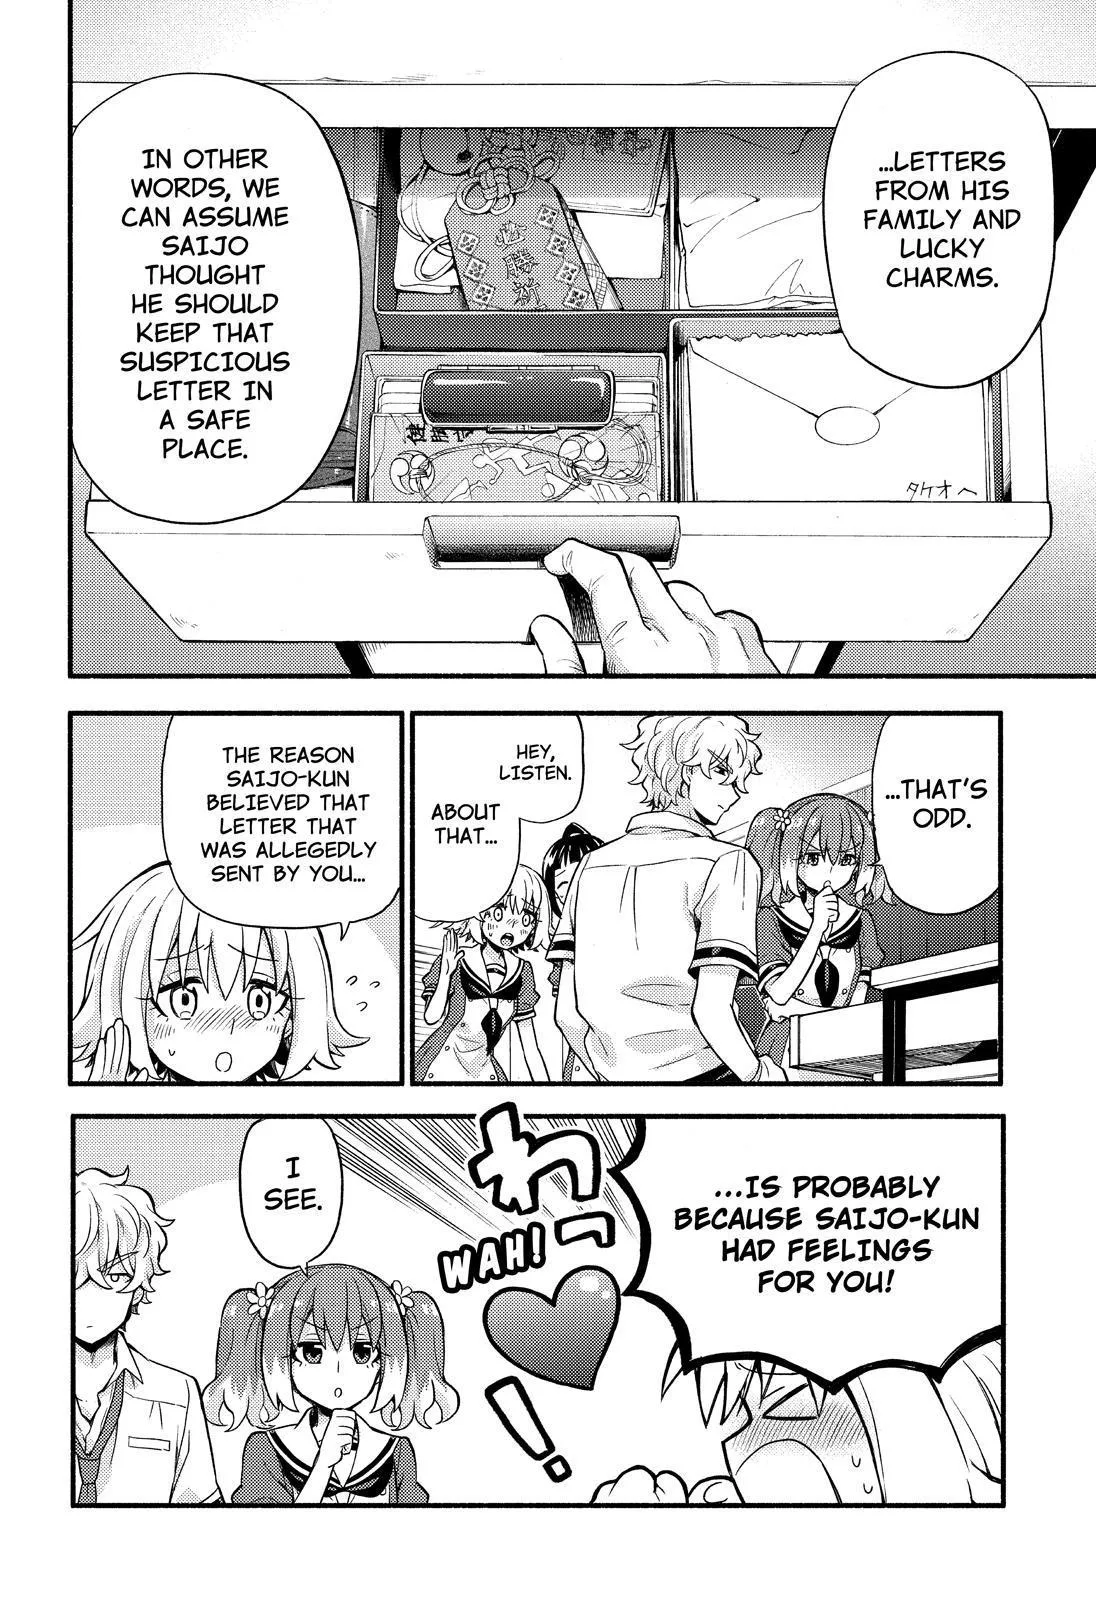 ...LETTERS
FROM HIS
FAMILY AND
LUCKY
CHARMS.
IN OTHER
WORDS, WE
CAN ASSUME
SAIJO
THOUGHT
HE SHOULD
KEEP THAT
SUSPICIOUS
LETTER IN
A SAFE
PLACE.
必勝祈
タケオへ
...THAT'S
ODD.
HEY,
LISTEN.
ABOUT
THAT...
THE REASON
SAIJO-KUN
BELIEVED THAT
LETTER THAT
WAS ALLEGEDLY
SENT BY YOU...
...IS PROBABLY
BECAUSE SAIJO-KUN
HAD FEELINGS
FOR YOU!
わっ
WAH!
!
I
SEE.